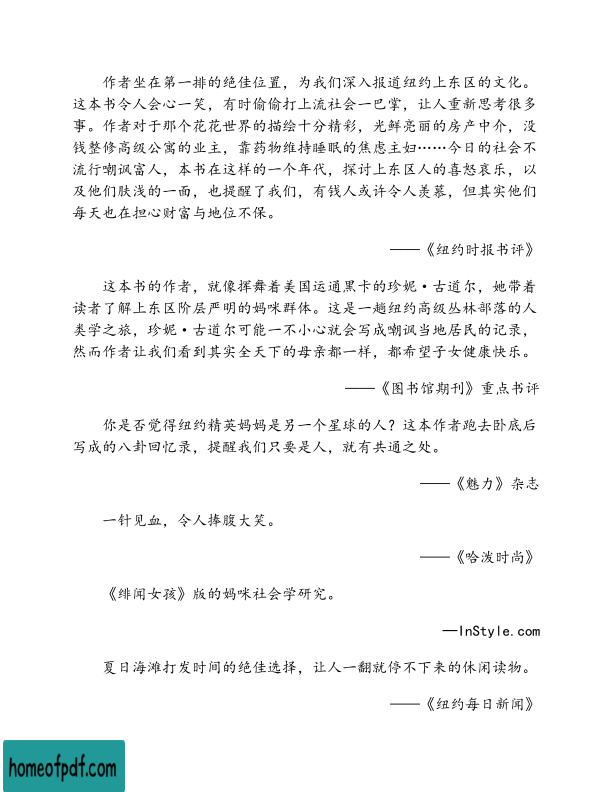 作者坐在第一排的绝佳位置，为我们深入报道纽约上东区的文化。
这本书令人会心一笑，有时偷偷打上流社会一巴掌，让人重新思考很多
事。作者对于那个花花世界的描绘十分精彩，光鲜亮丽的房产中介，没
钱整修高级公寓的业主，靠药物维持睡眠的焦虑主妇……今日的社会不
流行嘲讽富人，本书在这样的一个年代，探讨上东区人的喜怒哀乐，以
及他们肤浅的一面，也提醒了我们，有钱人或许令人羡慕，但其实他们
每天也在担心财富与地位不保。
——《纽约时报书评》
这本书的作者，就像挥舞着美国运通黑卡的珍妮·古道尔，她带着
读者了解上东区阶层严明的妈咪群体。这是一趟纽约高级丛林部落的人
类学之旅，珍妮·古道尔可能一不小心就会写成嘲讽当地居民的记录，
然而作者让我们看到其实全天下的母亲都一样，都希望子女健康快乐。
——《图书馆期刊》重点书评
你是否觉得纽约精英妈妈是另一个星球的人？这本作者跑去卧底后
写成的八卦回忆录，提醒我们只要是人，就有共通之处。
——《魅力》杂志
一针见血，令人捧腹大笑。
——《哈泼时尚》
《绯闻女孩》版的妈咪社会学研究。
—InStyle.com
夏日海滩打发时间的绝佳选择，让人一翻就停不下来的休闲读物。
——《纽约每日新闻》
homeofpdf.com